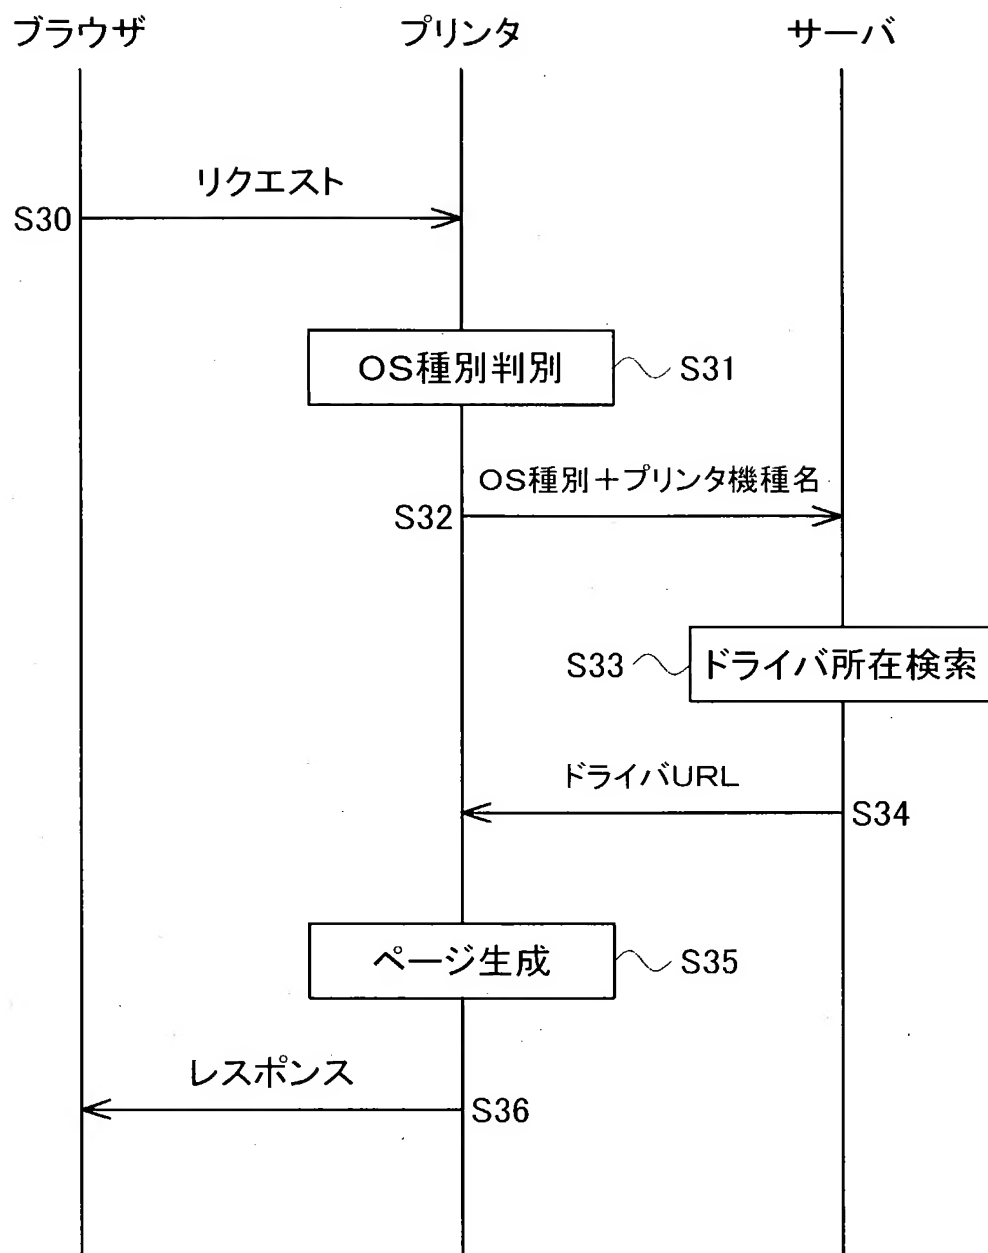 ブラウザ
プリンタ
サーバ
リクエスト
S30
OS種別判別
S31
OS種別+プリンタ機種名
S32
S33
ドライバ所在検索
ドライバURL
S34
ページ生成
S35
レスポンス
S36